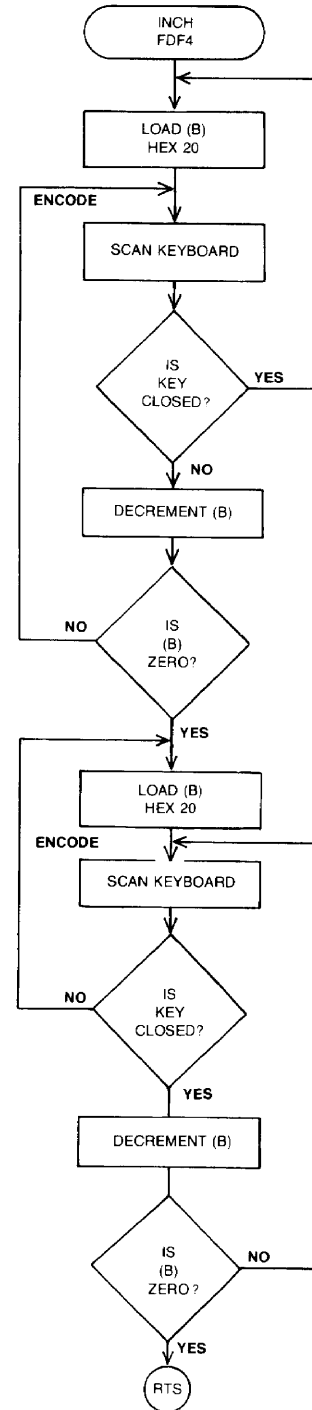 INCH
FDF4
LOAD (B)
HEX 20
ENCODE
SCAN KEYBOARD
IS
KEY
CLOSED?
YES
NO
DECREMENT (B)
NO
IS
(B)
ZERO?
YES
LOAD (B)
HEX 20
ENCODE
SCAN KEYBOARD
NO
IS
KEY
CLOSED?
YES
DECREMENT (B)
IS
(B)
ZERO?
NO
YES
RTS